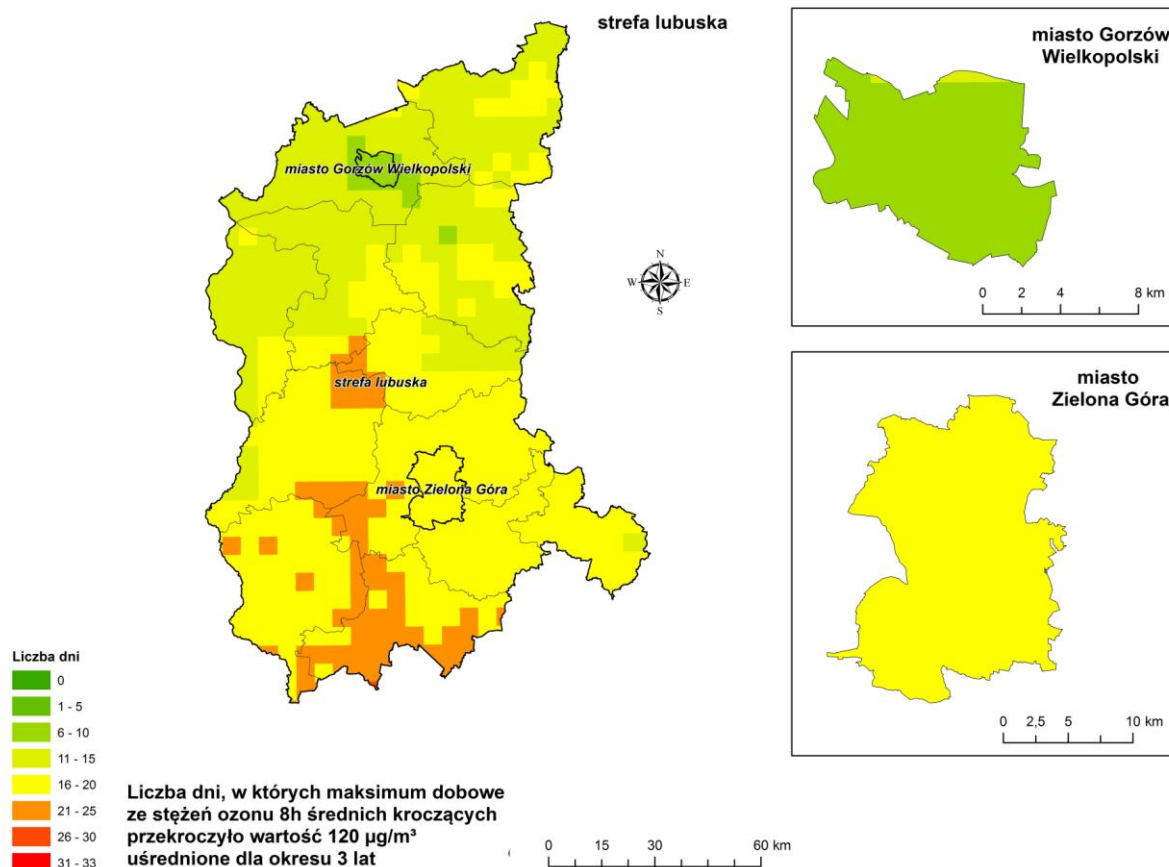 strefa lubuska
miasto Gorzów Wielkopolski
strefa lubuska
miasto Zielona Góra
N
W E
S
miasto Gorzów
Wielkopolski
0 2 4 8 km
miasto
Zielona Góra
0 2,5 5 10 km
Liczba dni
0
1 - 5
6 - 10
11 - 15
16 - 20
21 - 25
26 - 30
31 - 33
Liczba dni, w których maksimum dobowe
ze stężeń ozonu 8h średnich kroczących
przekroczyło wartość 120 µg/m³
uśrednione dla okresu 3 lat
0 15 30 60 km